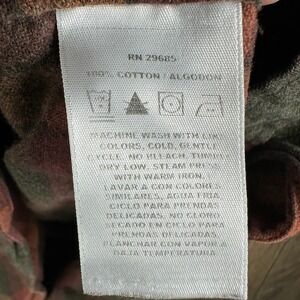 RN 29685
100% COTTON / ALGODON
MACHINE WASH WITH LIKE
COLORS, COLD, GENTLE
CYCLE. NO BLEACH. TUMBLE
DRY LOW. STEAM PRESS
WITH WARM IRON.
LAVAR A CON COLORES
SIMILARES, AGUA FRIA
CICLO PARA PRENDAS
DELICADAS. NO CLORO
SECADO EN CICLO PARA
PRENDAS DELICADAS.
PLANCHAR CON VAPOR A
BAJA TEMPERATURA